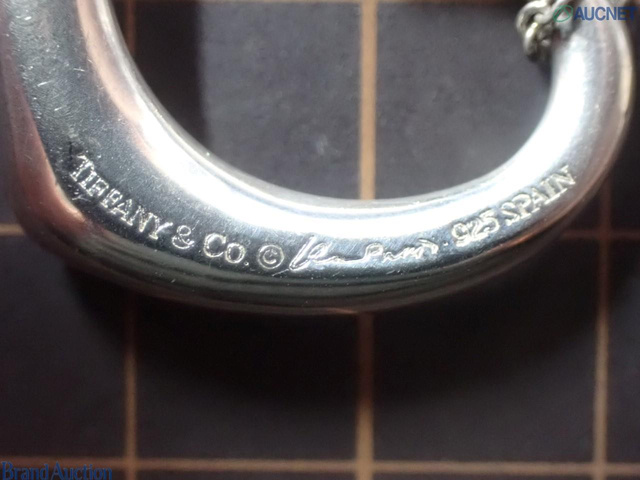 AUCNET
TIFFANY & Co. © 925 SPAIN
Brand Auction